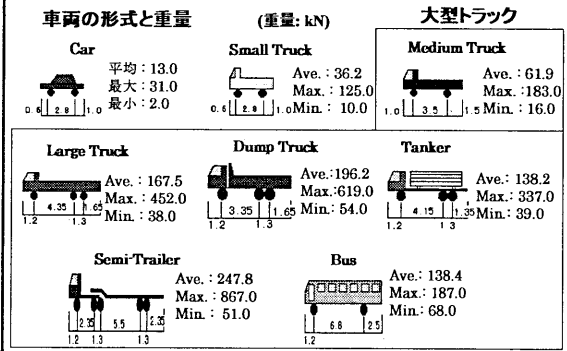 車両の形式と重量 (重量: kN) 大型トラック
Car Small Truck Medium Truck
平均：13.0
最大：31.0
最小：2.0
0.6 2.8 1.0
Ave.：36.2
Max.：125.0
Min.：10.0
0.6 2.8 1.0
Ave.：61.9
Max.：183.0
Min.：16.0
1.0 3.5 1.5
Large Truck Dump Truck Tanker
Ave.：167.5
Max.：452.0
Min.：38.0
4.35 1.65
1.2 1.3
Ave.:196.2
Max.:619.0
Min.：54.0
3.35 1.65
1.2 1.3
Ave.：138.2
Max.：337.0
Min.：39.0
4.15 1.35
1.2 1.3
Semi-Trailer Bus
Ave.：247.8
Max.：867.0
Min.：51.0
2.35 5.5 2.35
1.2 1.3 1.3
Ave.：138.4
Max.：187.0
Min.：68.0
6.8 2.5
1.2